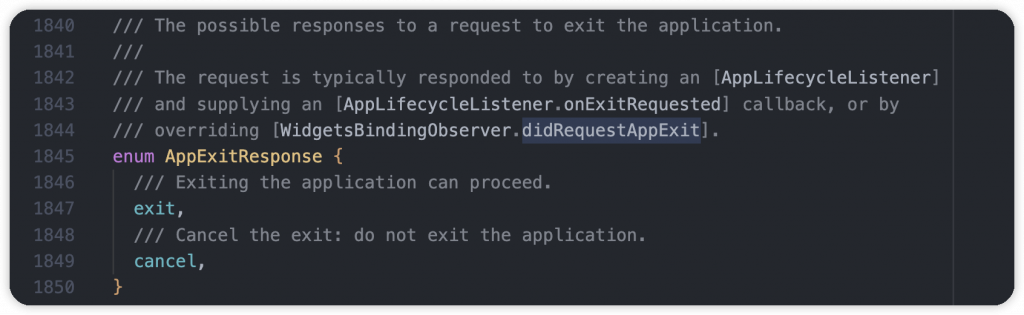 1840 /// The possible responses to a request to exit the application.
1841 ///
1842 /// The request is typically responded to by creating an [AppLifecycleListener]
1843 /// and supplying an [AppLifecycleListener.onExitRequested] callback, or by
1844 /// overriding [WidgetsBindingObserver.didRequestAppExit].
1845 enum AppExitResponse {
1846   /// Exiting the application can proceed.
1847   exit,
1848   /// Cancel the exit: do not exit the application.
1849   cancel,
1850 }